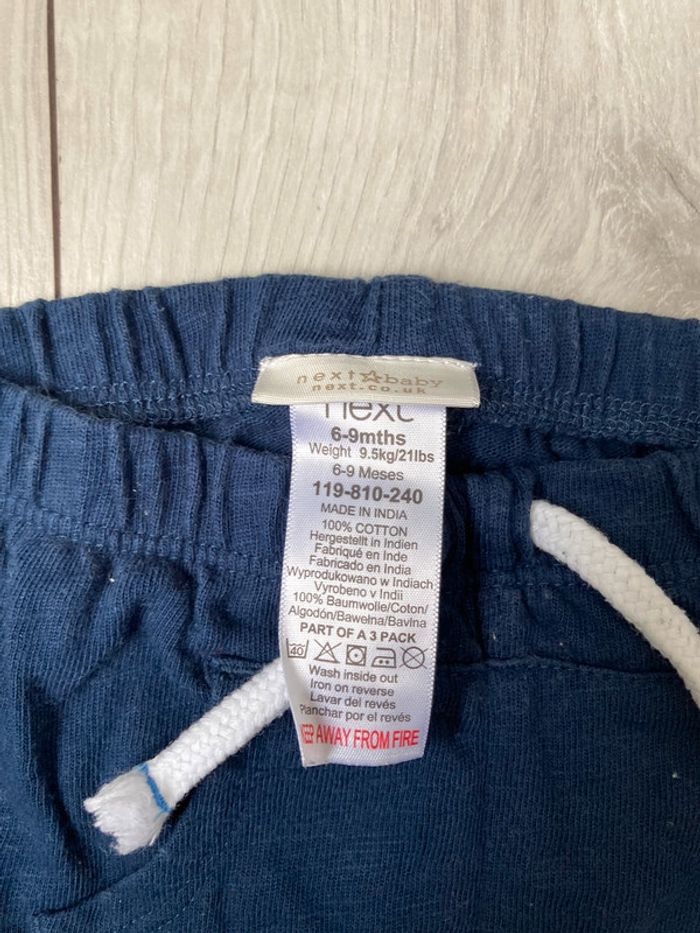 next☆baby
next.co.uk
next
6-9mths
Weight 9.5kg/21lbs
6-9 Meses
119-810-240
MADE IN INDIA
100% COTTON
Hergestellt in Indien
Fabriqué en Inde
Fabricado en India
Wyprodukowano w Indiach
Vyrobeno v Indii
100% Baumwolle/Coton/
Algodón/Bawełna/Bavlna
PART OF A 3 PACK
40
Wash inside out
Iron on reverse
Lavar del revés
Planchar por el revés
KEEP AWAY FROM FIRE